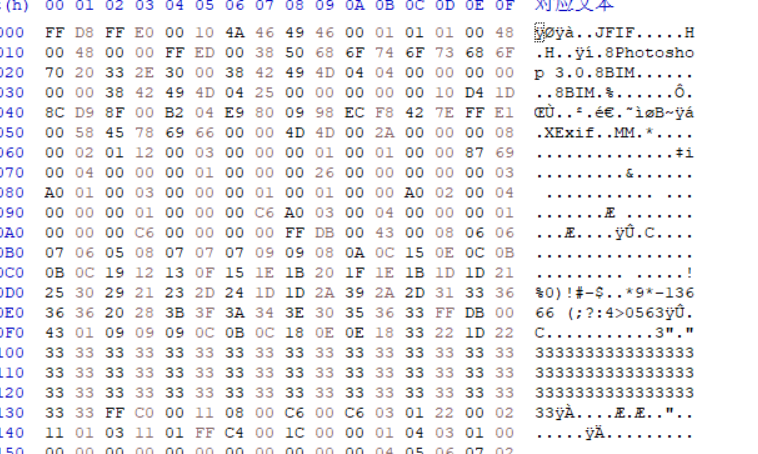 (h) 00 01 02 03 04 05 06 07 08 09 0A 0B 0C 0D 0E 0F 对应文本
000 FF D8 FF E0 00 10 4A 46 49 46 00 01 01 01 00 48 ÿØÿà..JFIF.....H
010 00 48 00 00 FF ED 00 38 50 68 6F 74 6F 73 68 6F .H..ÿí.8Photosho
020 70 20 33 2E 30 00 38 42 49 4D 04 04 00 00 00 00 p 3.0.8BIM......
030 00 00 38 42 49 4D 04 25 00 00 00 00 00 10 D4 1D ..8BIM.%......Ô.
040 8C D9 8F 00 B2 04 E9 80 09 98 EC F8 42 7E FF E1 ŒÙ..².é€.˜ìøB~ÿá
050 00 58 45 78 69 66 00 00 4D 4D 00 2A 00 00 00 08 .XExif..MM.*....
060 00 02 01 12 00 03 00 00 00 01 00 01 00 00 87 69 ..............‡i
070 00 04 00 00 00 01 00 00 00 26 00 00 00 00 00 03 .........&......
080 A0 01 00 03 00 00 00 01 00 01 00 00 A0 02 00 04 ........... ...
090 00 00 00 01 00 00 00 C6 A0 03 00 04 00 00 00 01 .......Æ .......
0A0 00 00 00 C6 00 00 00 00 FF DB 00 43 00 08 06 06 ...Æ....ÿÛ.C....
0B0 07 06 05 08 07 07 07 09 09 08 0A 0C 15 0E 0C 0B ................
0C0 0B 0C 19 12 13 0F 15 1E 1B 20 1F 1E 1B 1D 1D 21 ......... .....!
0D0 25 30 29 21 23 2D 24 1D 1D 2A 39 2A 2D 31 33 36 %0)!#-$..*9*-136
0E0 36 36 20 28 3B 3F 3A 34 3E 30 35 36 33 FF DB 00 66 (;?:4>0563ÿÛ.
0F0 43 01 09 09 09 0C 0B 0C 18 0E 0E 18 33 22 1D 22 C...........3"."
100 33 33 33 33 33 33 33 33 33 33 33 33 33 33 33 33 3333333333333333
110 33 33 33 33 33 33 33 33 33 33 33 33 33 33 33 33 3333333333333333
120 33 33 33 33 33 33 33 33 33 33 33 33 33 33 33 33 3333333333333333
130 33 33 FF C0 00 11 08 00 C6 00 C6 03 01 22 00 02 33ÿÀ....Æ.Æ.."..
140 11 01 03 11 01 FF C4 00 1C 00 00 01 04 03 01 00 .....ÿÄ.........